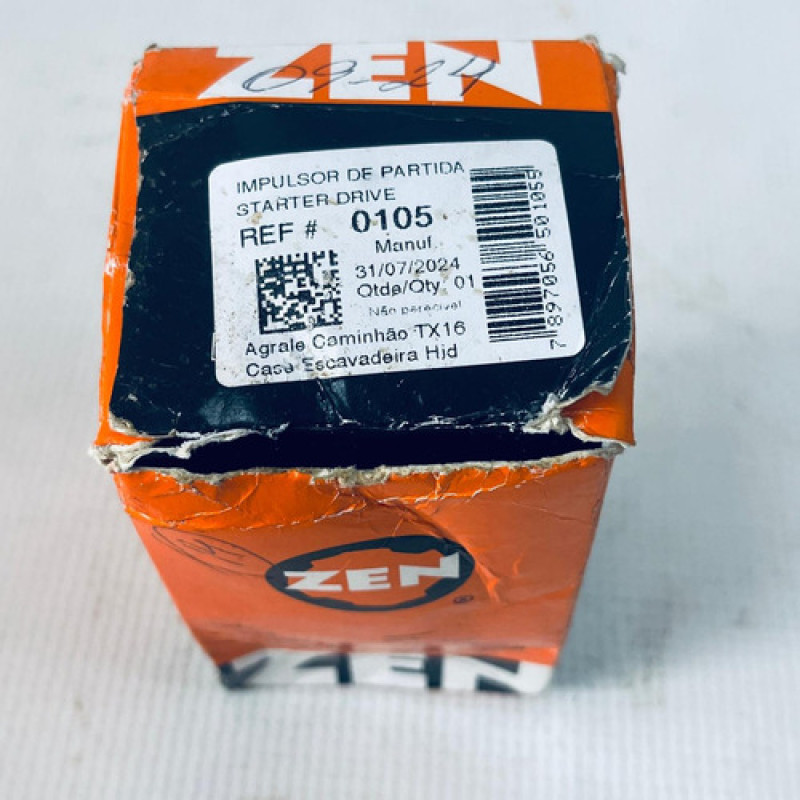 ZEN
09-24
IMPULSOR DE PARTIDA
STARTER DRIVE
REF # 0105
Manuf.
31/07/2024
Qtde/Qty. 01
Não perecível
Agrale Caminhão TX16
Case Escavadeira Hid
7 897056 501059
ZEN
®
ZEN